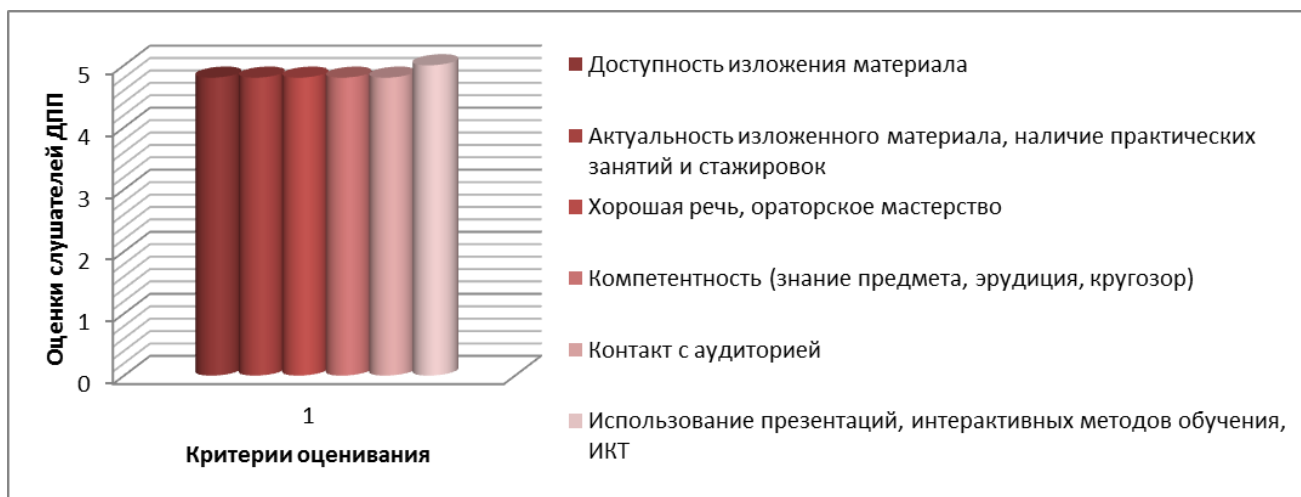 Оценки слушателей ДПП
5
4
3
2
1
0
1
Критерии оценивания
Доступность изложения материала
Актуальность изложенного материала, наличие практических
занятий и стажировок
Хорошая речь, ораторское мастерство
Компетентность (знание предмета, эрудиция, кругозор)
Контакт с аудиторией
Использование презентаций, интерактивных методов обучения,
ИКТ